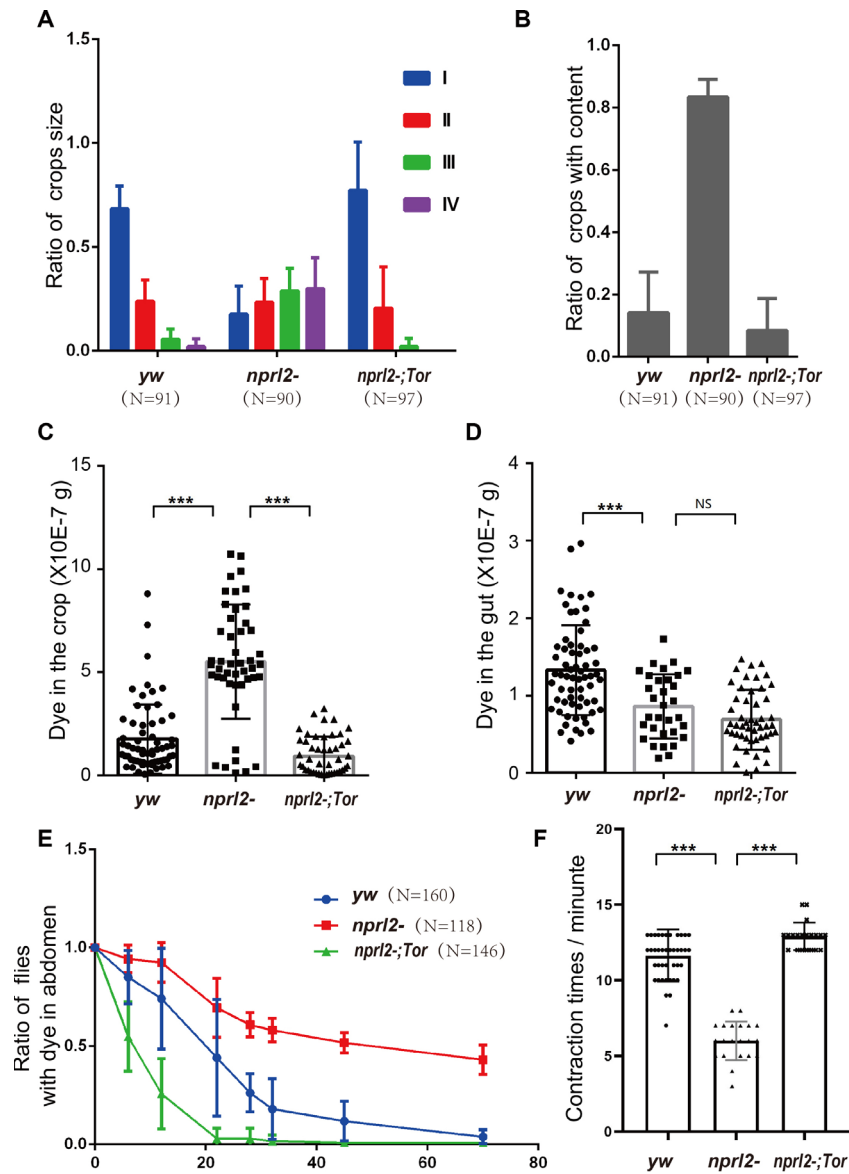 A
I
II
III
IV
Ratio of crops size
1.5
1.0
0.5
0.0
yw
nprl2-
nprl2-;Tor
(N=91)
(N=90)
(N=97)
B
Ratio of crops with content
1.0
0.8
0.6
0.4
0.2
0.0
yw
nprl2-
nprl2-;Tor
(N=91)
(N=90)
(N=97)
C
Dye in the crop (X10E-7 g)
15
10
5
0
***
***
yw
nprl2-
nprl2-;Tor
D
Dye in the gut (X10E-7 g)
4
3
2
1
0
***
NS
yw
nprl2-
nprl2-;Tor
E
Ratio of flies
with dye in abdomen
1.5
1.0
0.5
0.0
yw (N=160)
nprl2- (N=118)
nprl2-;Tor (N=146)
0
20
40
60
80
F
Contraction times / minunte
20
15
10
5
0
***
***
yw
nprl2-
nprl2-;Tor